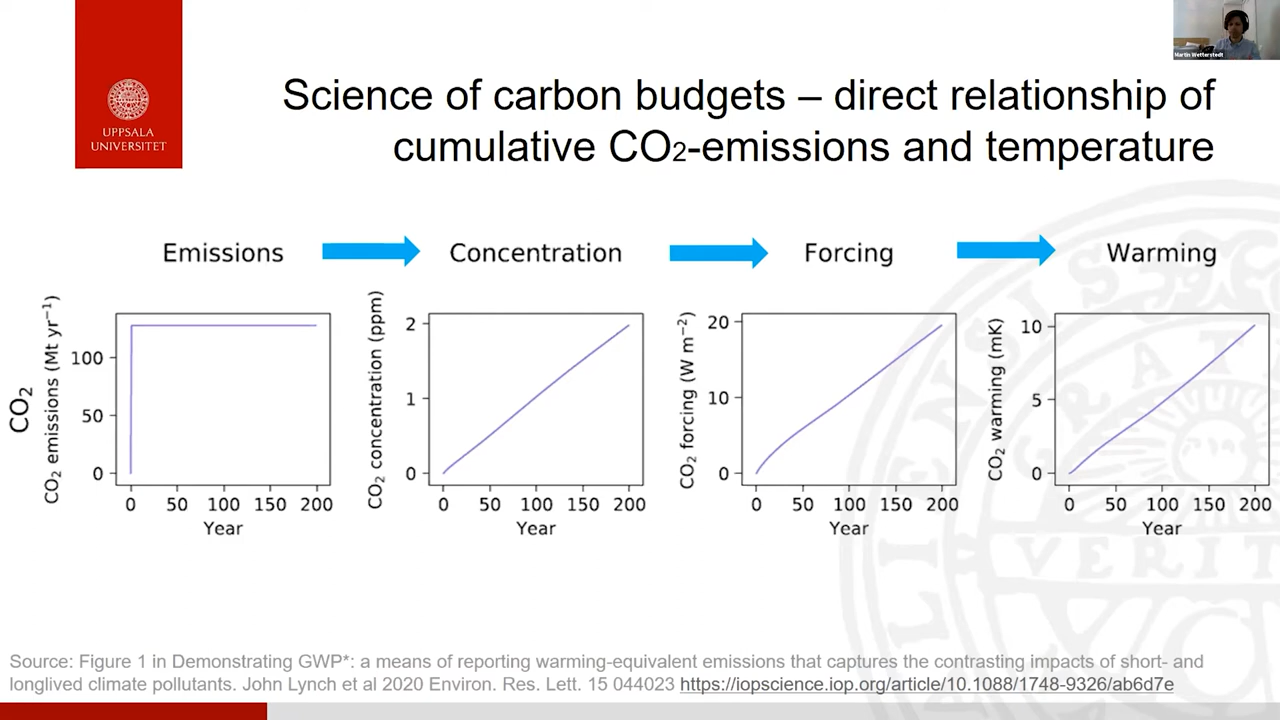 Martin Wetterstedt
UPPSALA
UNIVERSITET
Science of carbon budgets – direct relationship of
cumulative CO2-emissions and temperature
Emissions
Concentration
Forcing
Warming
CO₂
CO₂ emissions (Mt yr⁻¹)
100
50
0
0 50 100 150 200
Year
CO₂ concentration (ppm)
2
1
0
0 50 100 150 200
Year
CO₂ forcing (W m⁻²)
20
10
0
0 50 100 150 200
Year
CO₂ warming (mK)
10
5
0
0 50 100 150 200
Year
Source: Figure 1 in Demonstrating GWP*: a means of reporting warming-equivalent emissions that captures the contrasting impacts of short- and
longlived climate pollutants. John Lynch et al 2020 Environ. Res. Lett. 15 044023 https://iopscience.iop.org/article/10.1088/1748-9326/ab6d7e